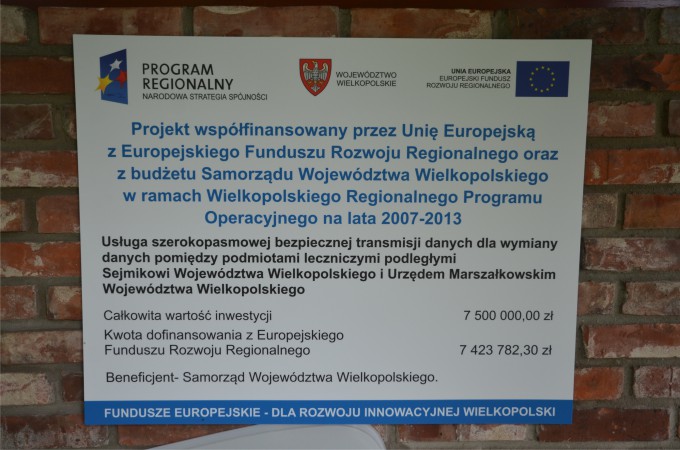 PROGRAM
REGIONALNY
NARODOWA STRATEGIA SPÓJNOŚCI
WOJEWÓDZTWO
WIELKOPOLSKIE
UNIA EUROPEJSKA
EUROPEJSKI FUNDUSZ
ROZWOJU REGIONALNEGO
Projekt współfinansowany przez Unię Europejską
z Europejskiego Funduszu Rozwoju Regionalnego oraz
z budżetu Samorządu Województwa Wielkopolskiego
w ramach Wielkopolskiego Regionalnego Programu
Operacyjnego na lata 2007-2013
Usługa szerokopasmowej bezpiecznej transmisji danych dla wymiany
danych pomiędzy podmiotami leczniczymi podległymi
Sejmikowi Województwa Wielkopolskiego i Urzędem Marszałkowskim
Województwa Wielkopolskiego
Całkowita wartość inwestycji 7 500 000,00 zł
Kwota dofinansowania z Europejskiego
Funduszu Rozwoju Regionalnego 7 423 782,30 zł
Beneficjent- Samorząd Województwa Wielkopolskiego.
FUNDUSZE EUROPEJSKIE - DLA ROZWOJU INNOWACYJNEJ WIELKOPOLSKI